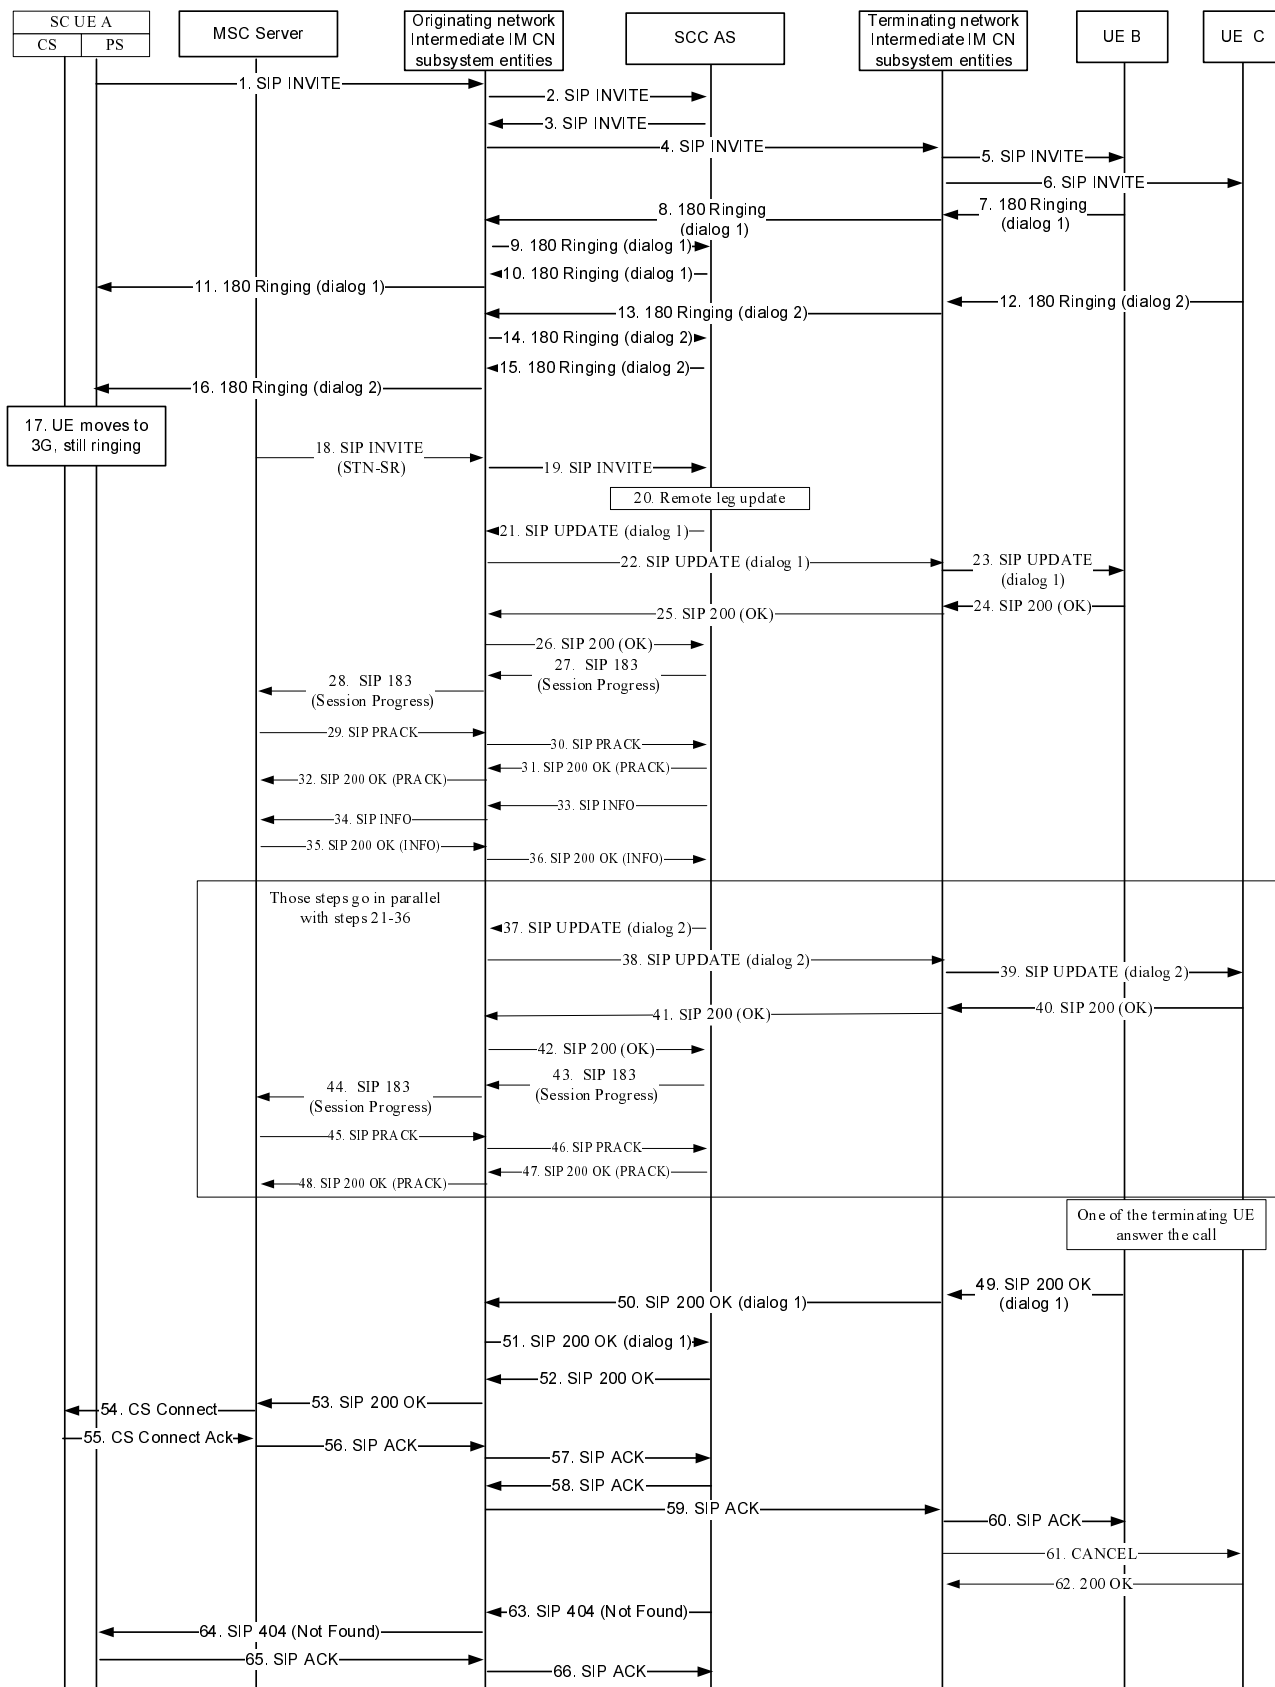 SC UE A
CS
PS
MSC Server
Originating network
Intermediate IM CN
subsystem entities
SCC AS
Terminating network
Intermediate IM CN
subsystem entities
UE B
UE C
1. SIP INVITE
2. SIP INVITE
3. SIP INVITE
4. SIP INVITE
5. SIP INVITE
6. SIP INVITE
7. 180 Ringing
(dialog 1)
8. 180 Ringing
(dialog 1)
9. 180 Ringing (dialog 1)
10. 180 Ringing (dialog 1)
11. 180 Ringing (dialog 1)
12. 180 Ringing (dialog 2)
13. 180 Ringing (dialog 2)
14. 180 Ringing (dialog 2)
15. 180 Ringing (dialog 2)
16. 180 Ringing (dialog 2)
17. UE moves to
3G, still ringing
18. SIP INVITE
(STN-SR)
19. SIP INVITE
20. Remote leg update
21. SIP UPDATE (dialog 1)
22. SIP UPDATE (dialog 1)
23. SIP UPDATE
(dialog 1)
24. SIP 200 (OK)
25. SIP 200 (OK)
26. SIP 200 (OK)
27. SIP 183
(Session Progress)
28. SIP 183
(Session Progress)
29. SIP PRACK
30. SIP PRACK
31. SIP 200 OK (PRACK)
32. SIP 200 OK (PRACK)
33. SIP INFO
34. SIP INFO
35. SIP 200 OK (INFO)
36. SIP 200 OK (INFO)
Those steps go in parallel
with steps 21-36
37. SIP UPDATE (dialog 2)
38. SIP UPDATE (dialog 2)
39. SIP UPDATE (dialog 2)
40. SIP 200 (OK)
41. SIP 200 (OK)
42. SIP 200 (OK)
43. SIP 183
(Session Progress)
44. SIP 183
(Session Progress)
45. SIP PRACK
46. SIP PRACK
47. SIP 200 OK (PRACK)
48. SIP 200 OK (PRACK)
One of the terminating UE
answer the call
49. SIP 200 OK
(dialog 1)
50. SIP 200 OK (dialog 1)
51. SIP 200 OK (dialog 1)
52. SIP 200 OK
53. SIP 200 OK
54. CS Connect
55. CS Connect Ack
56. SIP ACK
57. SIP ACK
58. SIP ACK
59. SIP ACK
60. SIP ACK
61. CANCEL
62. 200 OK
63. SIP 404 (Not Found)
64. SIP 404 (Not Found)
65. SIP ACK
66. SIP ACK